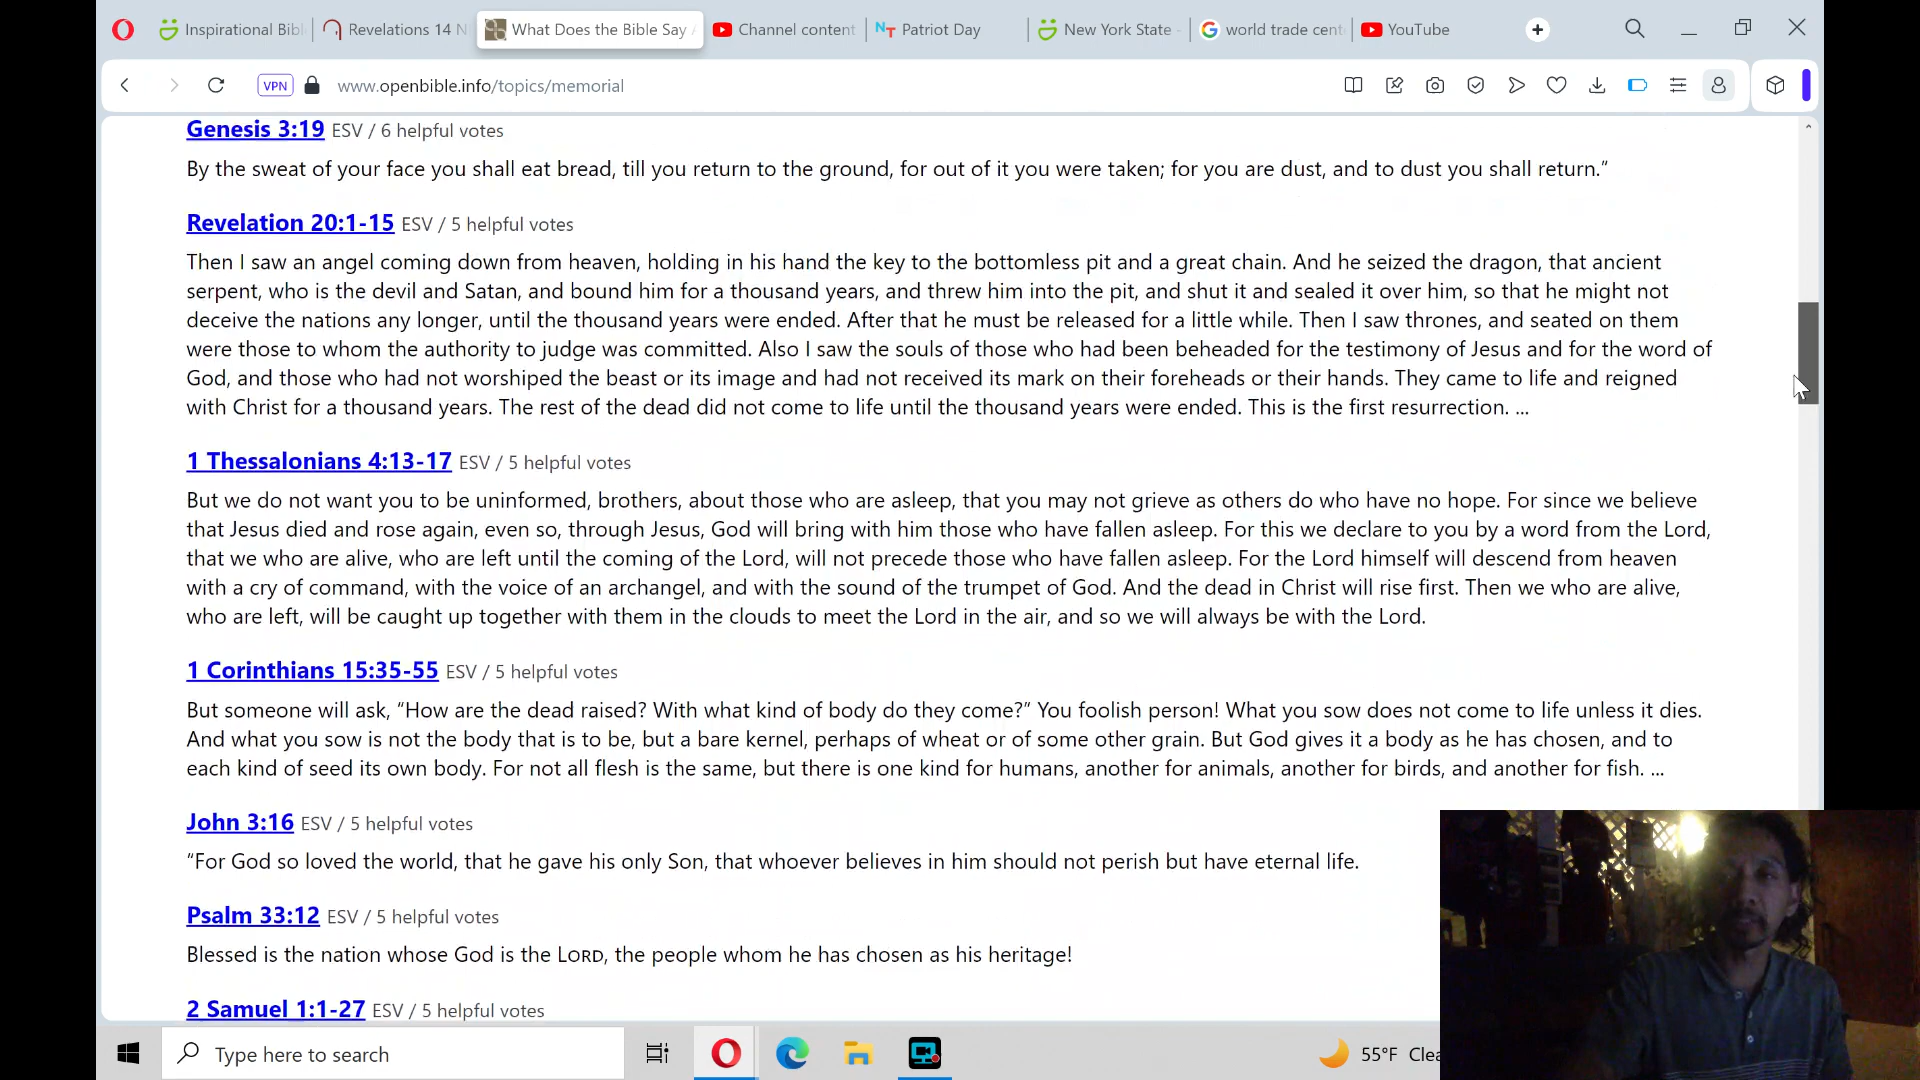 Inspirational Bibl
Revelations 14 N
What Does the Bible Say A
Channel content
Patriot Day
New York State -
world trade cent
YouTube
VPN
www.openbible.info/topics/memorial
Genesis 3:19 ESV / 6 helpful votes
By the sweat of your face you shall eat bread, till you return to the ground, for out of it you were taken; for you are dust, and to dust you shall return.”
Revelation 20:1-15 ESV / 5 helpful votes
Then I saw an angel coming down from heaven, holding in his hand the key to the bottomless pit and a great chain. And he seized the dragon, that ancient
serpent, who is the devil and Satan, and bound him for a thousand years, and threw him into the pit, and shut it and sealed it over him, so that he might not
deceive the nations any longer, until the thousand years were ended. After that he must be released for a little while. Then I saw thrones, and seated on them
were those to whom the authority to judge was committed. Also I saw the souls of those who had been beheaded for the testimony of Jesus and for the word of
God, and those who had not worshiped the beast or its image and had not received its mark on their foreheads or their hands. They came to life and reigned
with Christ for a thousand years. The rest of the dead did not come to life until the thousand years were ended. This is the first resurrection. ...
1 Thessalonians 4:13-17 ESV / 5 helpful votes
But we do not want you to be uninformed, brothers, about those who are asleep, that you may not grieve as others do who have no hope. For since we believe
that Jesus died and rose again, even so, through Jesus, God will bring with him those who have fallen asleep. For this we declare to you by a word from the Lord,
that we who are alive, who are left until the coming of the Lord, will not precede those who have fallen asleep. For the Lord himself will descend from heaven
with a cry of command, with the voice of an archangel, and with the sound of the trumpet of God. And the dead in Christ will rise first. Then we who are alive,
who are left, will be caught up together with them in the clouds to meet the Lord in the air, and so we will always be with the Lord.
1 Corinthians 15:35-55 ESV / 5 helpful votes
But someone will ask, “How are the dead raised? With what kind of body do they come?” You foolish person! What you sow does not come to life unless it dies.
And what you sow is not the body that is to be, but a bare kernel, perhaps of wheat or of some other grain. But God gives it a body as he has chosen, and to
each kind of seed its own body. For not all flesh is the same, but there is one kind for humans, another for animals, another for birds, and another for fish. ...
John 3:16 ESV / 5 helpful votes
“For God so loved the world, that he gave his only Son, that whoever believes in him should not perish but have eternal life.
Psalm 33:12 ESV / 5 helpful votes
Blessed is the nation whose God is the LORD, the people whom he has chosen as his heritage!
2 Samuel 1:1-27 ESV / 5 helpful votes
Type here to search
55°F Clea